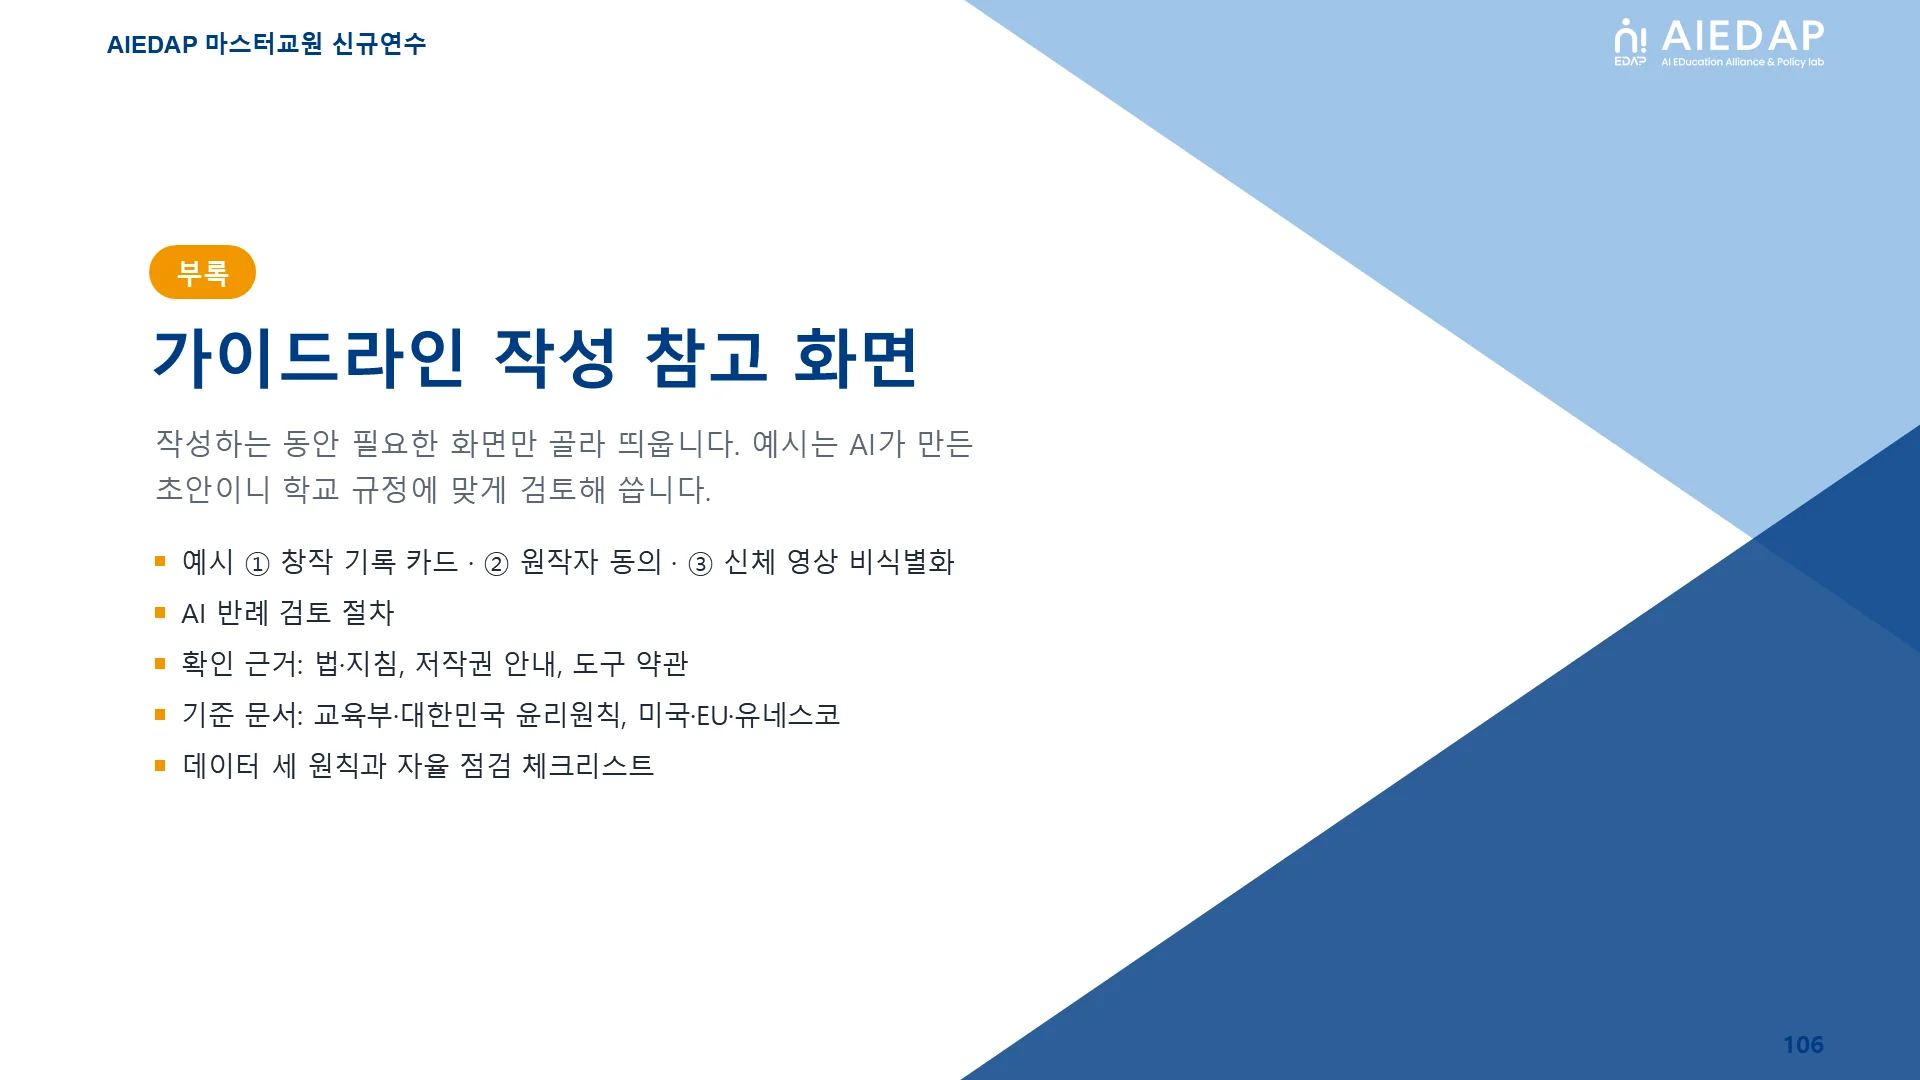 AIEDAP 마스터교원 신규연수
EDAP
AIEDAP
AI EDucation Alliance & Policy lab
부록
가이드라인 작성 참고 화면
작성하는 동안 필요한 화면만 골라 띄웁니다. 예시는 AI가 만든
초안이니 학교 규정에 맞게 검토해 씁니다.
예시 ① 창작 기록 카드 · ② 원작자 동의 · ③ 신체 영상 비식별화
AI 반례 검토 절차
확인 근거: 법·지침, 저작권 안내, 도구 약관
기준 문서: 교육부·대한민국 윤리원칙, 미국·EU·유네스코
데이터 세 원칙과 자율 점검 체크리스트
106